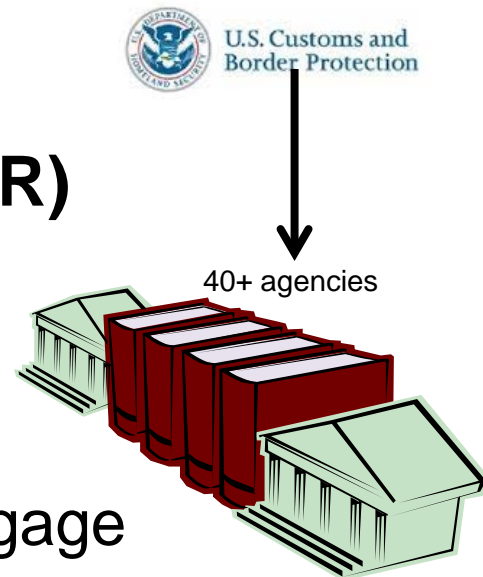 U.S. Customs and
Border Protection
R)
40+ agencies
gage